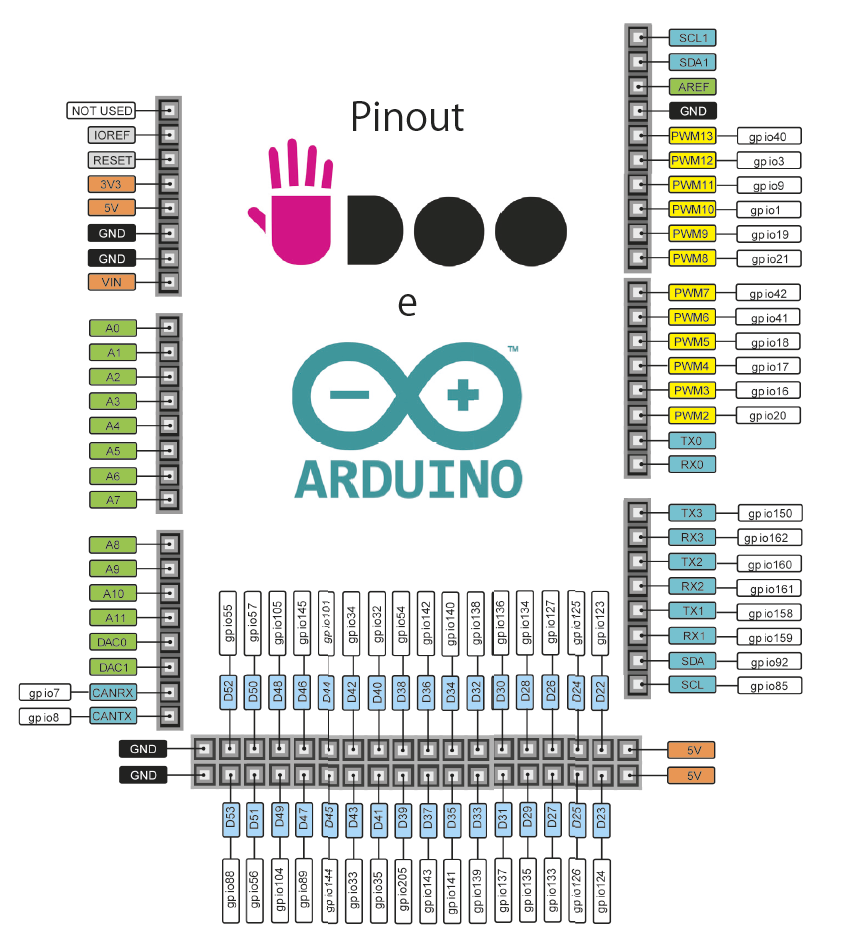 Pinout
UDOO
e
TM
ARDUINO
NOT USED
IOREF
RESET
3V3
5V
GND
GND
VIN
A0
A1
A2
A3
A4
A5
A6
A7
A8
A9
A10
A11
DAC0
DAC1
gpio7 CANRX
gpio8 CANTX
SCL1
SDA1
AREF
GND
PWM13 gpio40
PWM12 gpio3
PWM11 gpio9
PWM10 gpio1
PWM9 gpio19
PWM8 gpio21
PWM7 gpio42
PWM6 gpio41
PWM5 gpio18
PWM4 gpio17
PWM3 gpio16
PWM2 gpio20
TX0
RX0
TX3 gpio150
RX3 gpio162
TX2 gpio160
RX2 gpio161
TX1 gpio158
RX1 gpio159
SDA gpio92
SCL gpio85
gpio55 gpio57 gpio105 gpio145 gpio101 gpio34 gpio32 gpio54 gpio142 gpio140 gpio138 gpio136 gpio134 gpio127 gpio125 gpio123
D52 D50 D48 D46 D44 D42 D40 D38 D36 D34 D32 D30 D28 D26 D24 D22
GND 5V
GND 5V
D53 D51 D49 D47 D45 D43 D41 D39 D37 D35 D33 D31 D29 D27 D25 D23
gpio88 gpio56 gpio104 gpio89 gpio144 gpio33 gpio35 gpio205 gpio143 gpio141 gpio139 gpio137 gpio135 gpio133 gpio126 gpio124